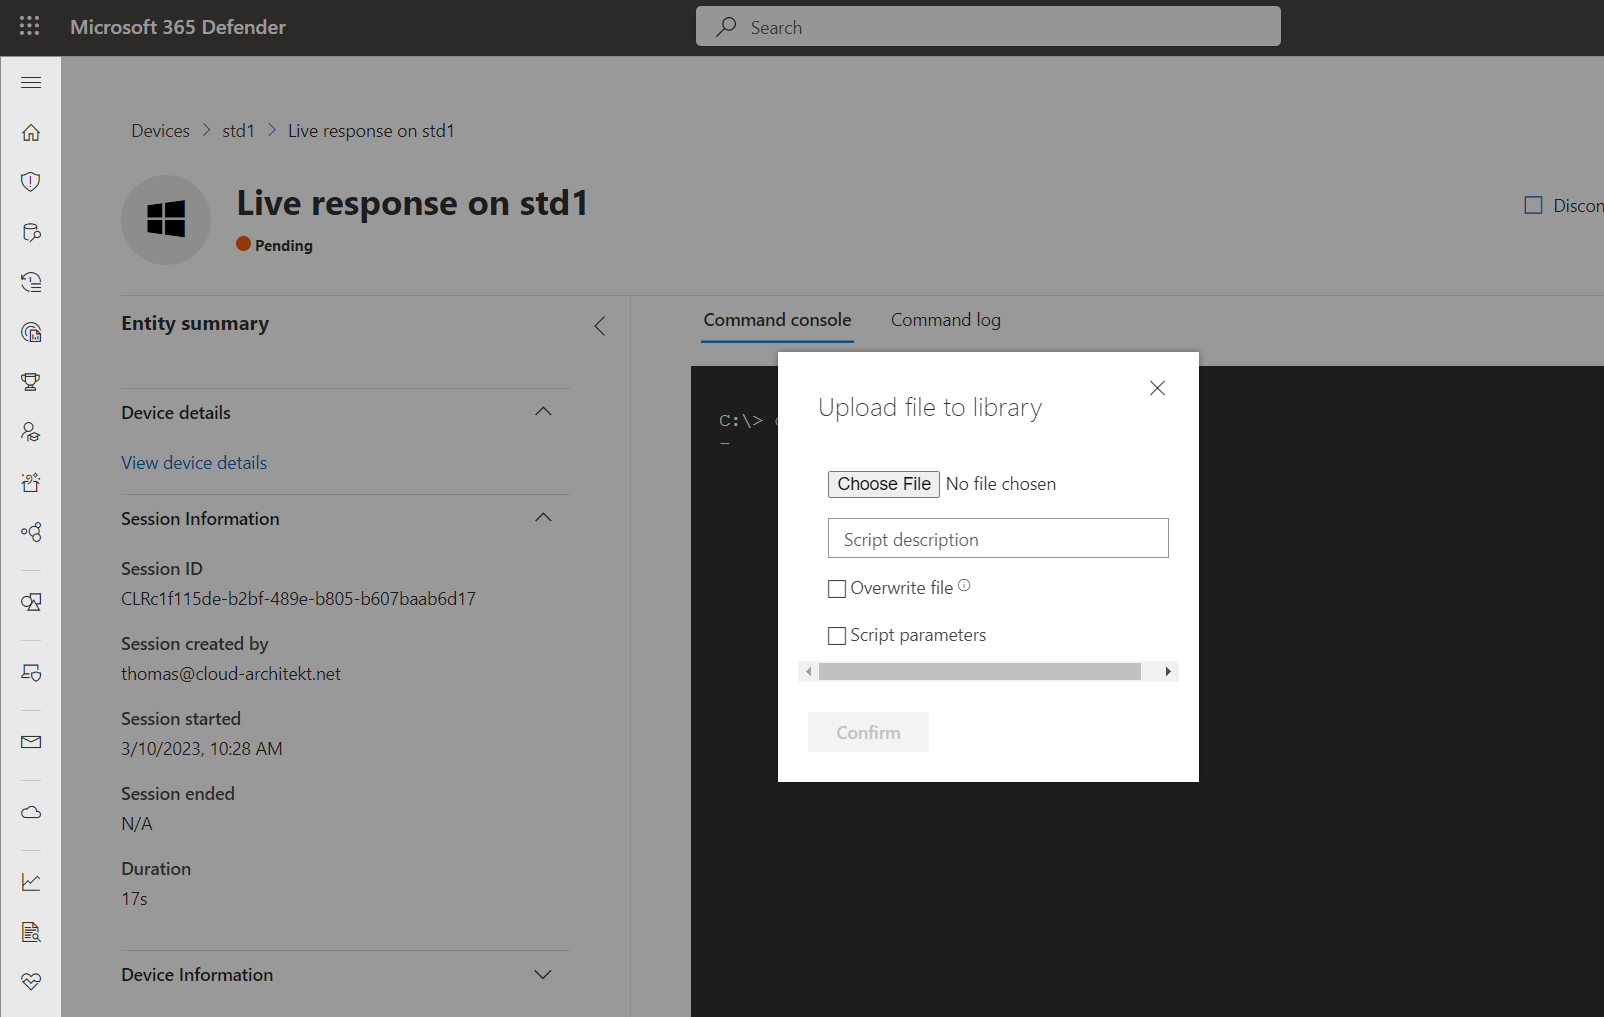 Microsoft 365 Defender
Search
Devices > std1 > Live response on std1
Live response on std1
Pending
Discon
Entity summary
Device details
View device details
Session Information
Session ID
CLRc1f115de-b2bf-489e-b805-b607baab6d17
Session created by
thomas@cloud-architekt.net
Session started
3/10/2023, 10:28 AM
Session ended
N/A
Duration
17s
Device Information
Command console
Command log
C:\>
_
Upload file to library
Choose File No file chosen
Script description
Overwrite file
Script parameters
Confirm